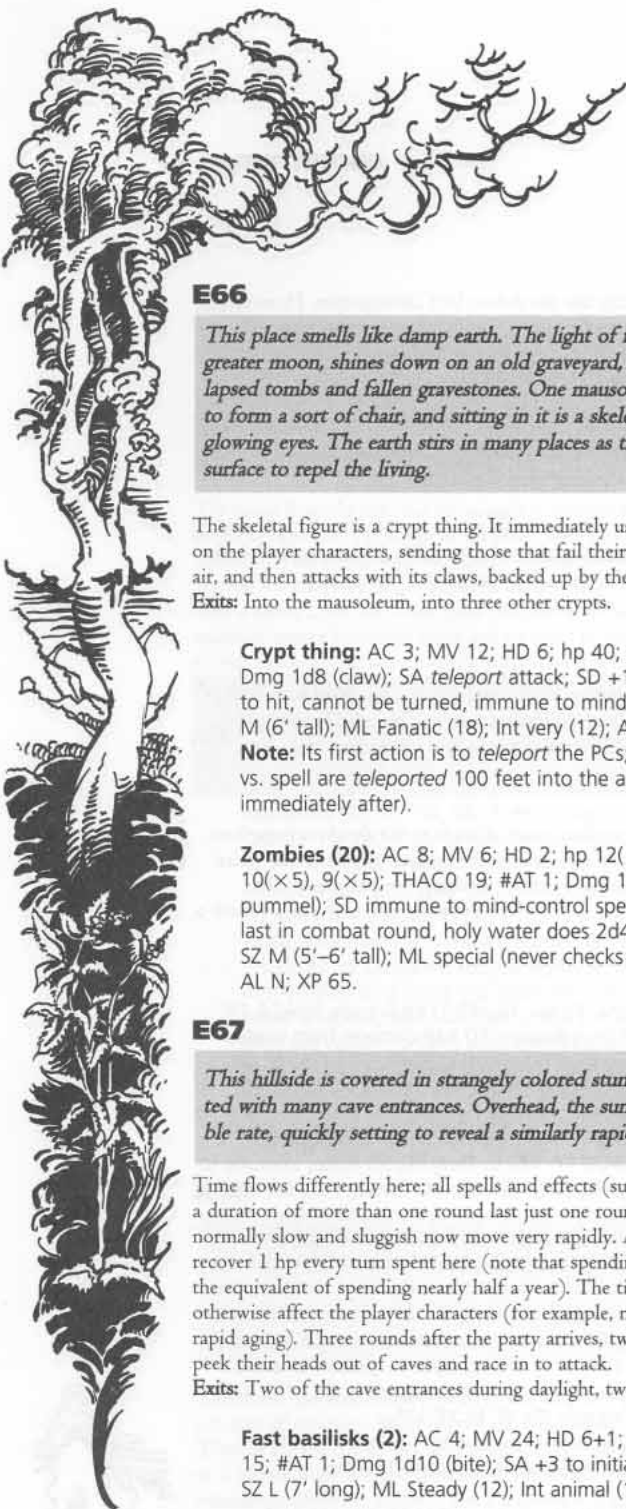 E66
This place smells like damp earth. The light of
greater moon, shines down on an old graveyard,
lapsed tombs and fallen gravestones. One mauso
to form a sort of chair, and sitting in it is a skele
glowing eyes. The earth stirs in many places as t
surface to repel the living.
The skeletal figure is a crypt thing. It immediately u
on the player characters, sending those that fail their
air, and then attacks with its claws, backed up by the
Exits: Into the mausoleum, into three other crypts.
Crypt thing: AC 3; MV 12; HD 6; hp 40;
Dmg 1d8 (claw); SA teleport attack; SD +1
to hit, cannot be turned, immune to mind
M (6' tall); ML Fanatic (18); Int very (12); A
Note: Its first action is to teleport the PCs;
vs. spell are teleported 100 feet into the a
immediately after).
Zombies (20): AC 8; MV 6; HD 2; hp 12(
10(×5), 9(×5); THAC0 19; #AT 1; Dmg 1
pummel); SD immune to mind-control spe
last in combat round, holy water does 2d4
SZ M (5'–6' tall); ML special (never checks
AL N; XP 65.
E67
This hillside is covered in strangely colored stun
ted with many cave entrances. Overhead, the sun
ble rate, quickly setting to reveal a similarly rapic
Time flows differently here; all spells and effects (su
a duration of more than one round last just one roun
normally slow and sluggish now move very rapidly. A
recover 1 hp every turn spent here (note that spendin
the equivalent of spending nearly half a year). The ti
otherwise affect the player characters (for example, n
rapid aging). Three rounds after the party arrives, tw
peek their heads out of caves and race in to attack.
Exits: Two of the cave entrances during daylight, tw
Fast basilisks (2): AC 4; MV 24; HD 6+1;
15; #AT 1; Dmg 1d10 (bite); SA +3 to initia
SZ L (7' long); ML Steady (12); Int animal (1